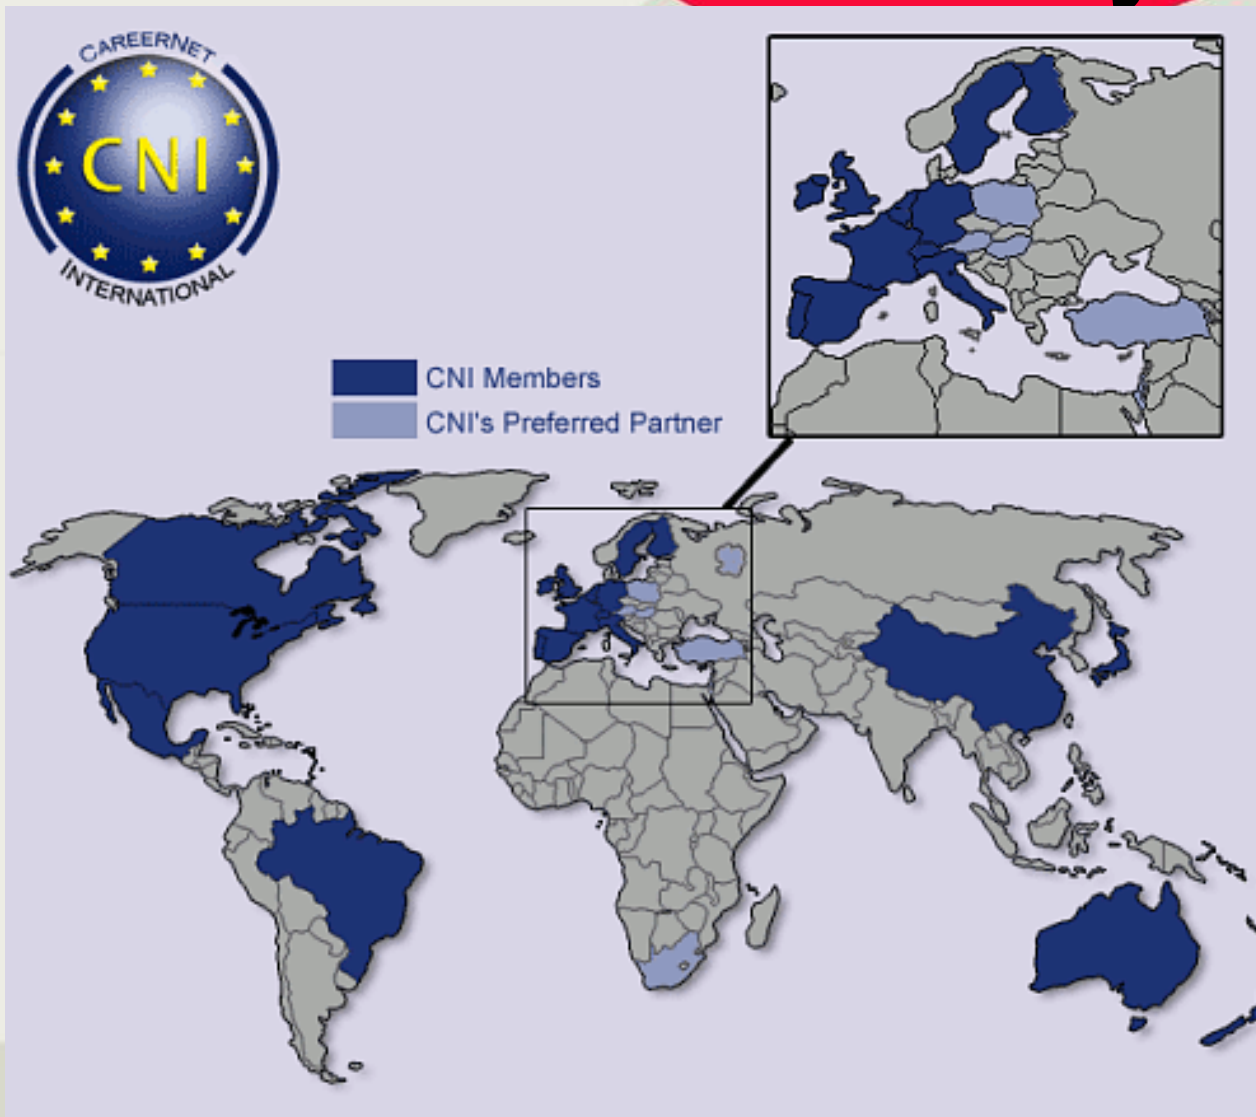 CAREERNET
CNI
INTERNATIONAL
CNI Members
CNI's Preferred Partner